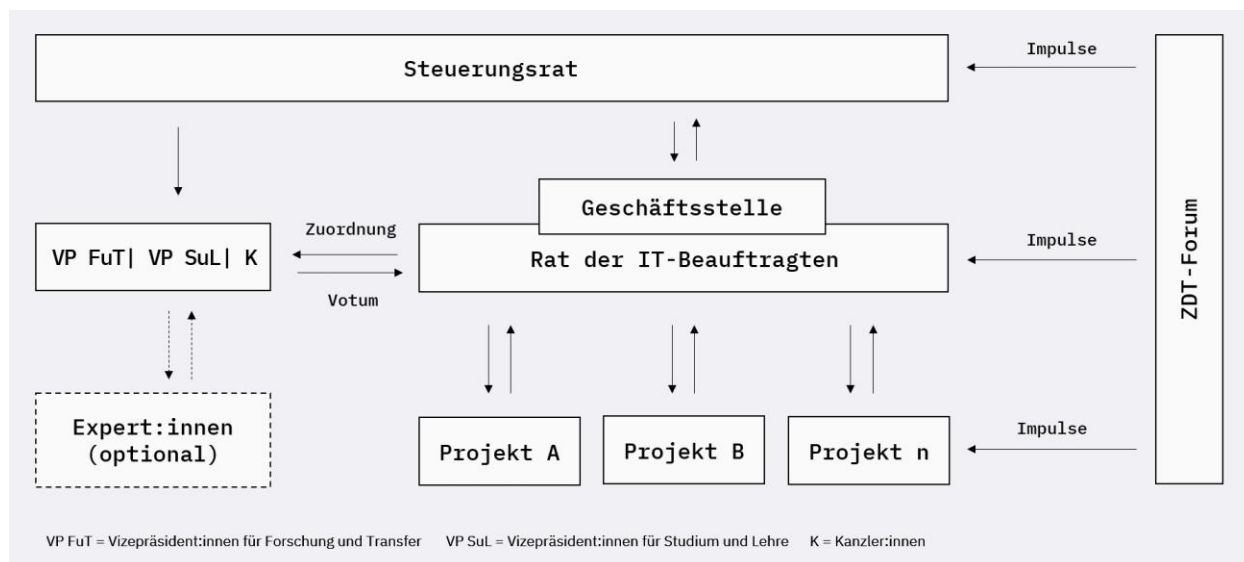 Steuerungsrat
Impulse
Geschäftsstelle
VP FuT| VP SuL| K
Zuordnung
Votum
Rat der IT-Beauftragten
Impulse
ZDT-Forum
Expert:innen
(optional)
Projekt A
Projekt B
Projekt n
Impulse
VP FuT = Vizepräsident:innen für Forschung und Transfer VP SuL = Vizepräsident:innen für Studium und Lehre K = Kanzler:innen